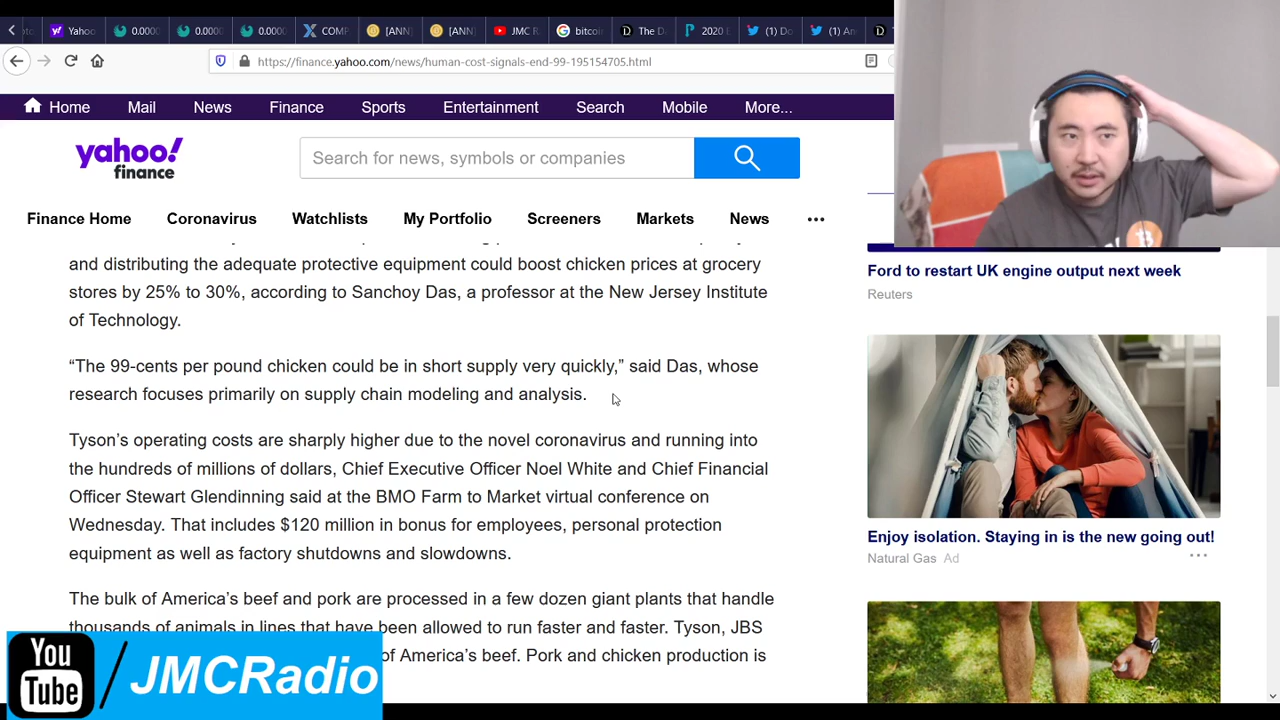 Yahoo
0.0000
0.0000
0.0000
COMP
[ANN]
[ANN]
JMC R
bitcoi
The D
2020 E
(1) Do
(1) An
https://finance.yahoo.com/news/human-cost-signals-end-99-195154705.html
Home Mail News Finance Sports Entertainment Search Mobile More...
yahoo!
finance
Search for news, symbols or companies
Finance Home Coronavirus Watchlists My Portfolio Screeners Markets News
and distributing the adequate protective equipment could boost chicken prices at grocery
stores by 25% to 30%, according to Sanchoy Das, a professor at the New Jersey Institute
of Technology.
“The 99-cents per pound chicken could be in short supply very quickly,” said Das, whose
research focuses primarily on supply chain modeling and analysis.
Tyson’s operating costs are sharply higher due to the novel coronavirus and running into
the hundreds of millions of dollars, Chief Executive Officer Noel White and Chief Financial
Officer Stewart Glendinning said at the BMO Farm to Market virtual conference on
Wednesday. That includes $120 million in bonus for employees, personal protection
equipment as well as factory shutdowns and slowdowns.
The bulk of America’s beef and pork are processed in a few dozen giant plants that handle
thousands of animals in lines that have been allowed to run faster and faster. Tyson, JBS
of America’s beef. Pork and chicken production is
Ford to restart UK engine output next week
Reuters
Enjoy isolation. Staying in is the new going out!
Natural Gas Ad
You
Tube
/JMCRadio